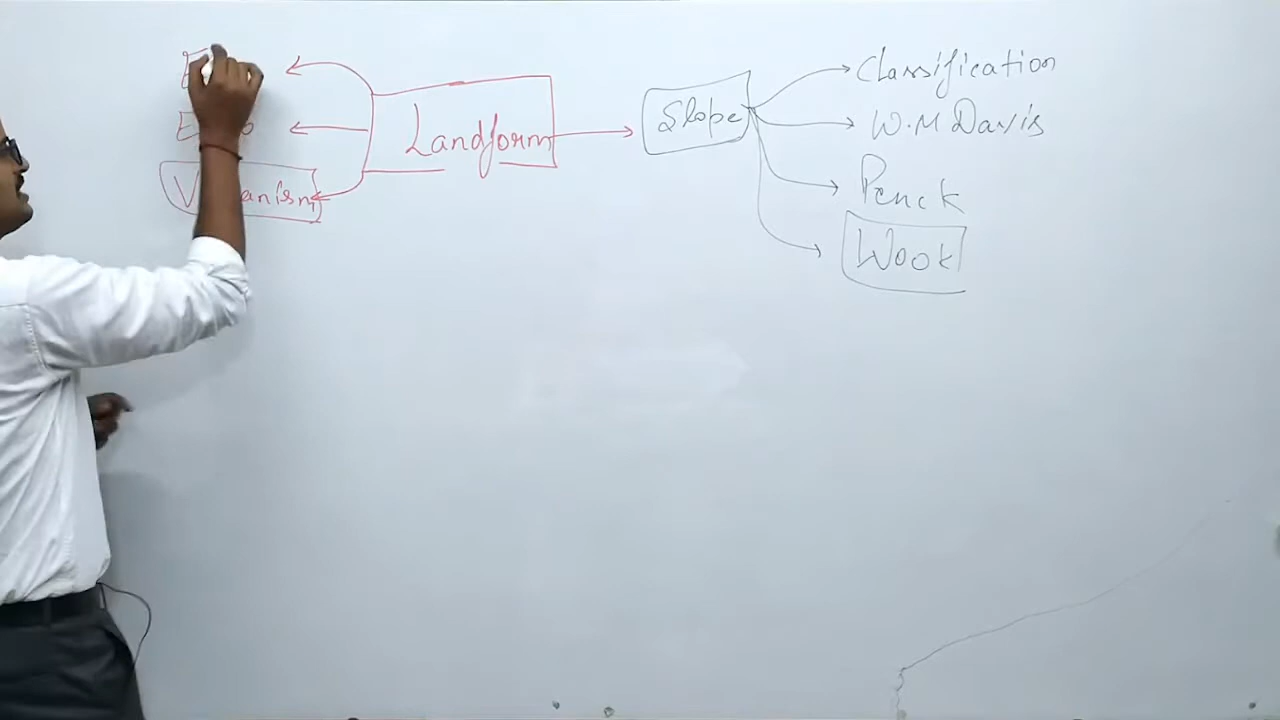 Landform
Slope
Classification
W.M Davis
Penck
Wook